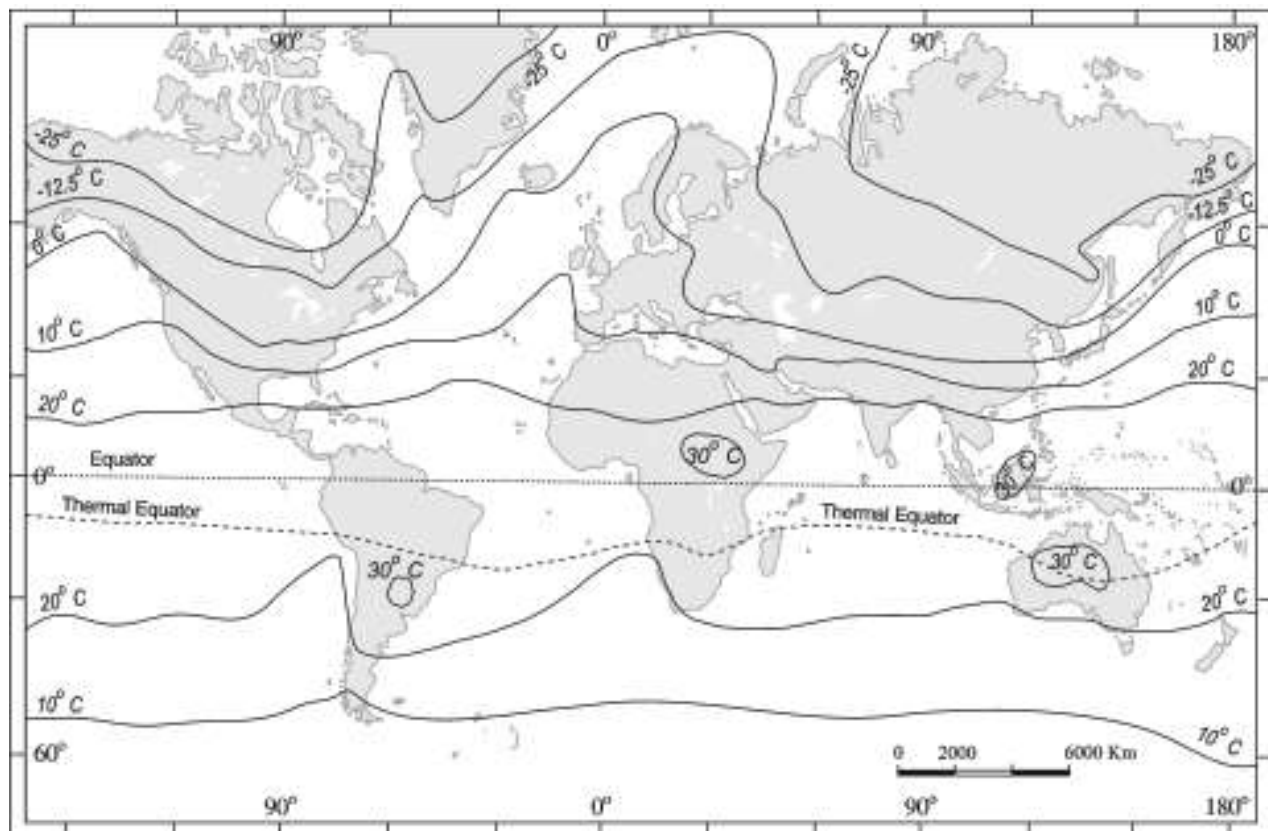 90° 0° 90° 180°
-25° C -25° C -25° C -25° C
-12.5° C -12.5° C
0° C 0° C
10° C 10° C
20° C 20° C
30° C 30° C
Equator
0° 0°
Thermal Equator Thermal Equator
30° C 30° C
20° C 20° C
10° C 10° C
60°
0 2000 6000 Km
90° 0° 90° 180°